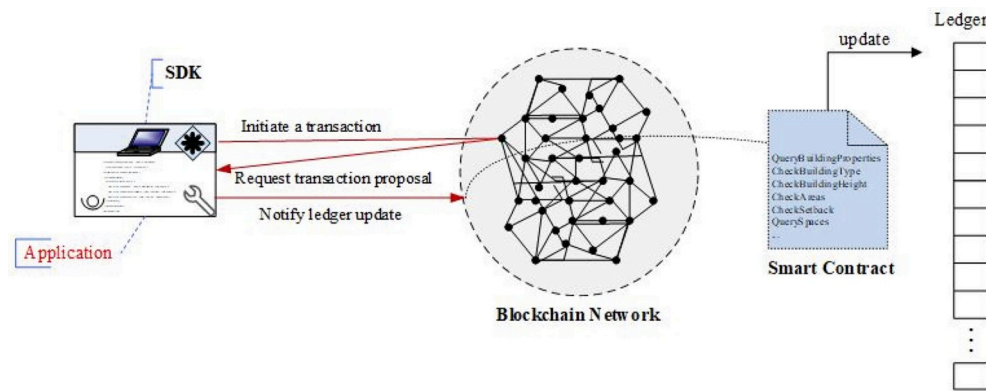 Ledger
update
SDK
Initiate a transaction
Request transaction proposal
Notify ledger update
Application
QueryBuildingProperties
CheckBuildingType
CheckBuildingHeight
CheckAreas
CheckSetback
QuerySpaces
...
Smart Contract
Blockchain Network